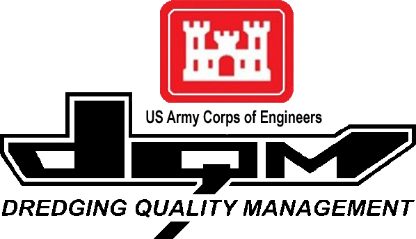 US Army Corps of Engineers
dQM
DREDGING QUALITY MANAGEMENT